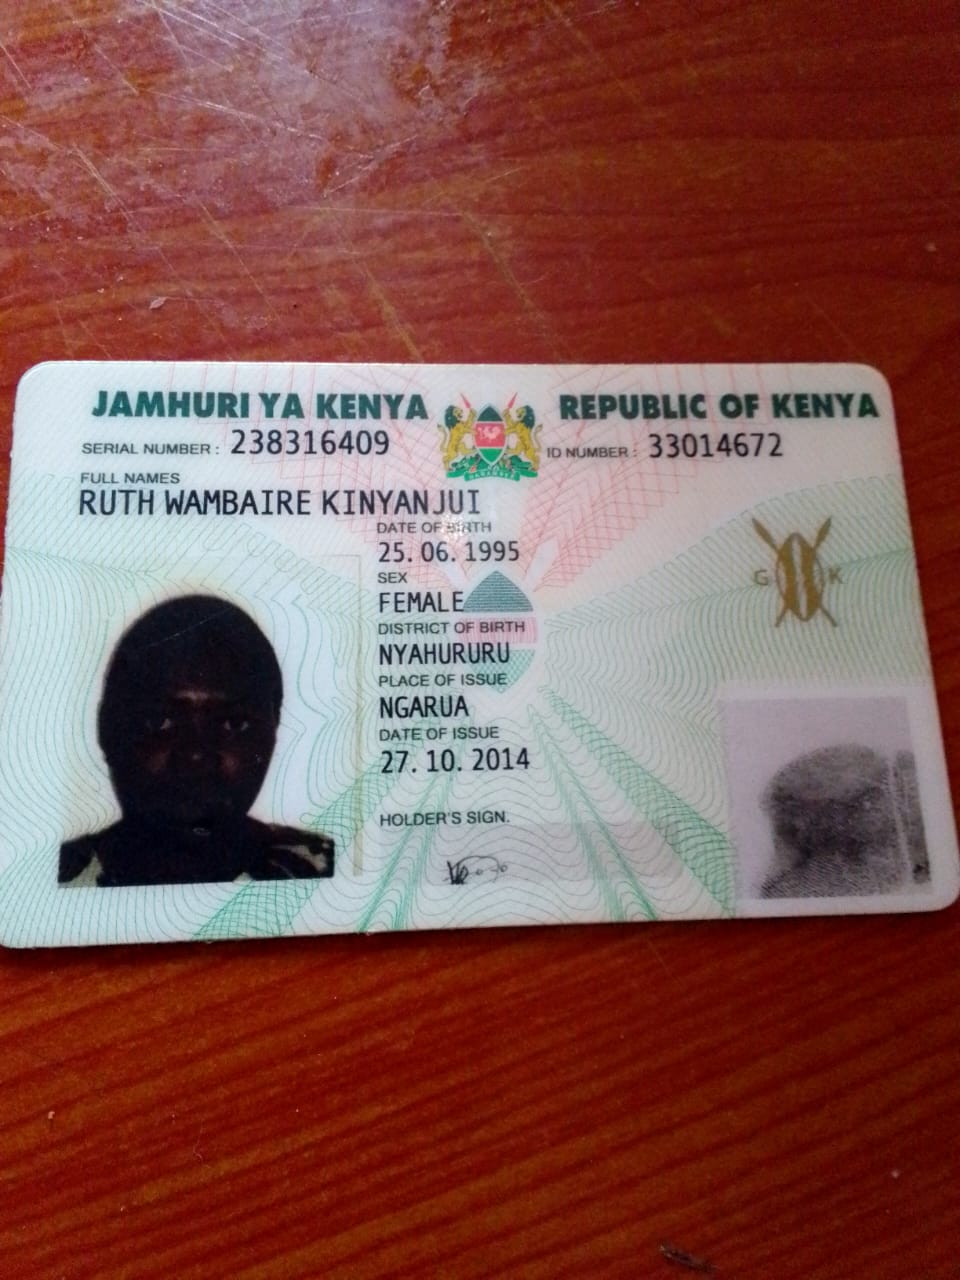 JAMHURI YA KENYA REPUBLIC OF KENYA
SERIAL NUMBER : 238316409 ID NUMBER : 33014672
FULL NAMES
RUTH WAMBAIRE KINYANJUI
DATE OF BIRTH
25. 06. 1995
SEX
FEMALE
DISTRICT OF BIRTH
NYAHURURU
PLACE OF ISSUE
NGARUA
DATE OF ISSUE
27. 10. 2014
HOLDER'S SIGN.
G K
HARAMBEE